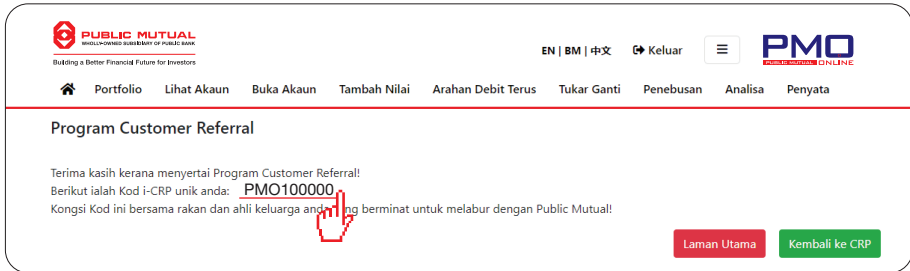 PUBLIC MUTUAL
WHOLLY-OWNED SUBSIDIARY OF PUBLIC BANK
Building a Better Financial Future for Investors
EN | BM | 中文 Keluar
PMO
PUBLIC MUTUAL ONLINE
Portfolio Lihat Akaun Buka Akaun Tambah Nilai Arahan Debit Terus Tukar Ganti Penebusan Analisa Penyata
Program Customer Referral
Terima kasih kerana menyertai Program Customer Referral!
Berikut ialah Kod i-CRP unik anda: PMO100000
Kongsi Kod ini bersama rakan dan ahli keluarga anda berminat untuk melabur dengan Public Mutual!
Laman Utama Kembali ke CRP